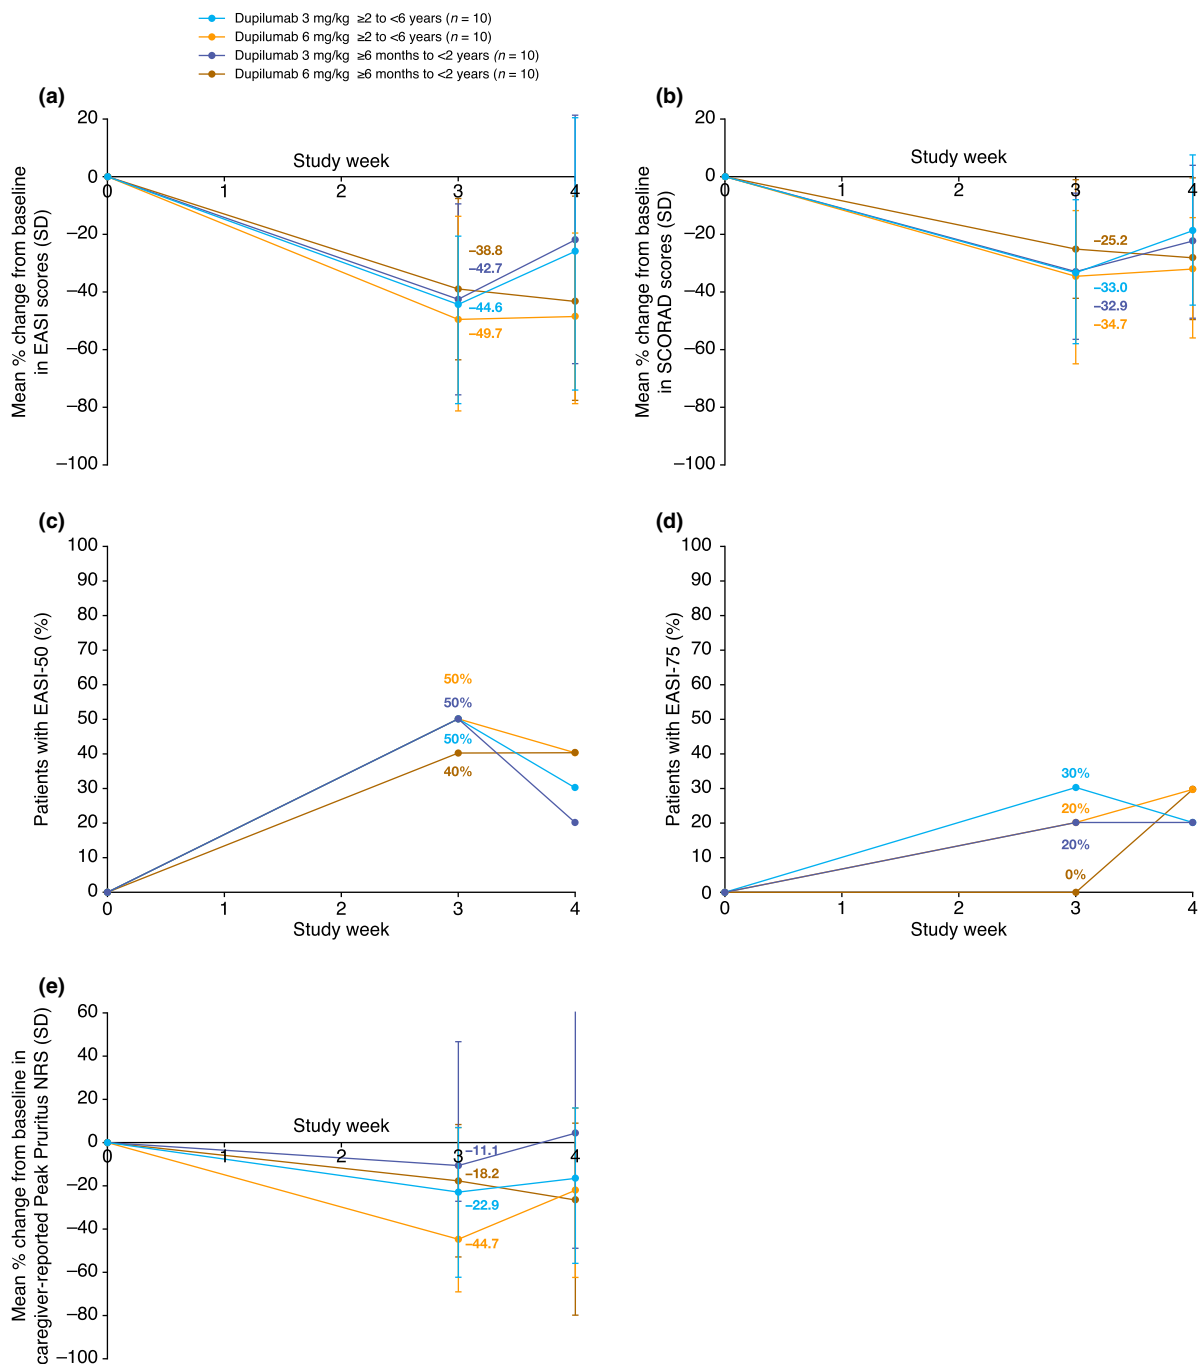 Dupilumab 3 mg/kg ≥2 to <6 years (n = 10)
Dupilumab 6 mg/kg ≥2 to <6 years (n = 10)
Dupilumab 3 mg/kg ≥6 months to <2 years (n = 10)
Dupilumab 6 mg/kg ≥6 months to <2 years (n = 10)
(a)
Mean % change from baseline
in EASI scores (SD)
20
0
−20
−40
−60
−80
−100
Study week
0 1 2 3 4
−38.8
−42.7
−44.6
−49.7
(b)
Mean % change from baseline
in SCORAD scores (SD)
20
0
−20
−40
−60
−80
−100
Study week
0 1 2 3 4
−25.2
−33.0
−32.9
−34.7
(c)
Patients with EASI-50 (%)
100
90
80
70
60
50
40
30
20
10
0
50%
50%
50%
40%
0 1 2 3 4
Study week
(d)
Patients with EASI-75 (%)
100
90
80
70
60
50
40
30
20
10
0
30%
20%
20%
0%
0 1 2 3 4
Study week
(e)
Mean % change from baseline in
caregiver-reported Peak Pruritus NRS (SD)
60
40
20
0
−20
−40
−60
−80
−100
Study week
0 1 2 3 4
−11.1
−18.2
−22.9
−44.7